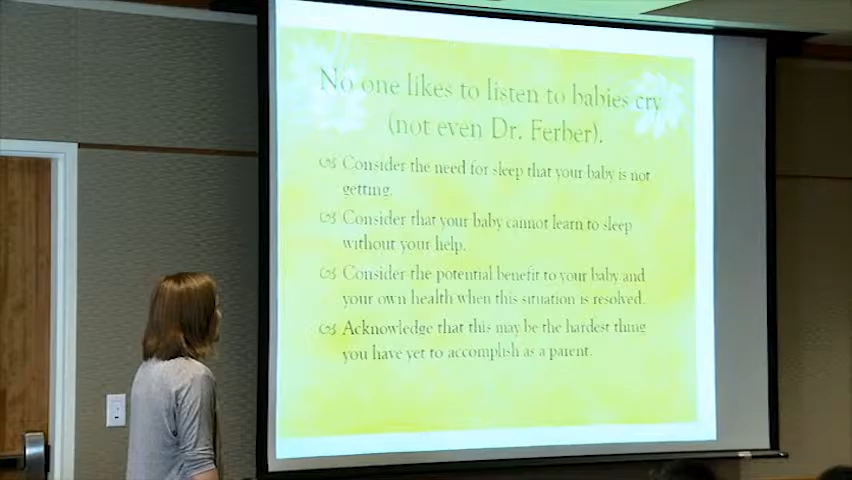 No one likes to listen to babies cry
(not even Dr. Ferber).
Consider the need for sleep that your baby is not
getting.
Consider that your baby cannot learn to sleep
without your help.
Consider the potential benefit to your baby and
your own health when this situation is resolved.
Acknowledge that this may be the hardest thing
you have yet to accomplish as a parent.